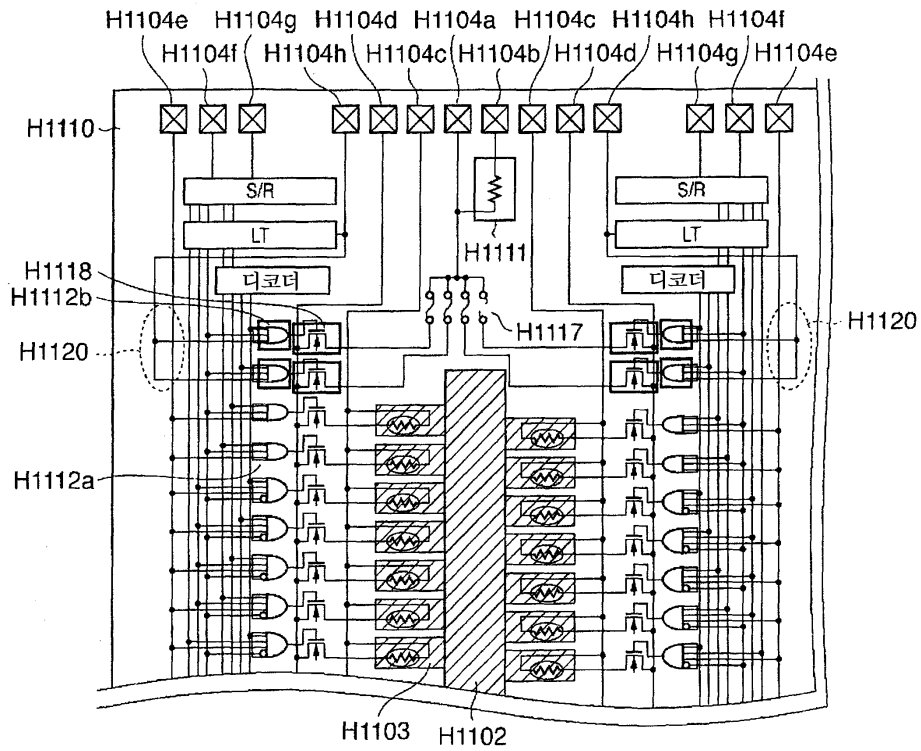 H1104e H1104g H1104d H1104a H1104c H1104h H1104f
H1104f H1104h H1104c H1104b H1104d H1104g H1104e
H1110
S/R S/R
LT LT
H1111
H1118 디코더 디코더
H1112b
H1117
H1120 H1120
H1112a
H1103 H1102